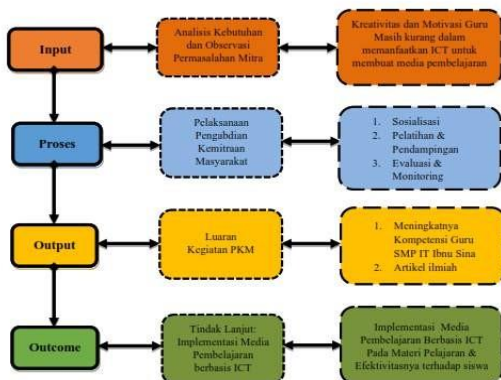 Input
Analisis Kebutuhan
dan Observasi
Permasalahan Mitra
Kreativitas dan Motivasi Guru
Masih kurang dalam
memanfaatkan ICT untuk
membuat media pembelajaran
Proses
Pelaksanaan
Pengabdian
Kemitraan
Masyarakat
1. Sosialisasi
2. Pelatihan &
Pendampingan
3. Evaluasi &
Monitoring
Output
Luaran
Kegiatan PKM
1. Meningkatnya
Kompetensi Guru
SMP IT Ibnu Sina
2. Artikel ilmiah
Outcome
Tindak Lanjut:
Implementasi Media
Pembelajaran
berbasis ICT
Implementasi Media
Pembelajaran Berbasis ICT
Pada Materi Pelajaran &
Efektivitasnya terhadap siswa